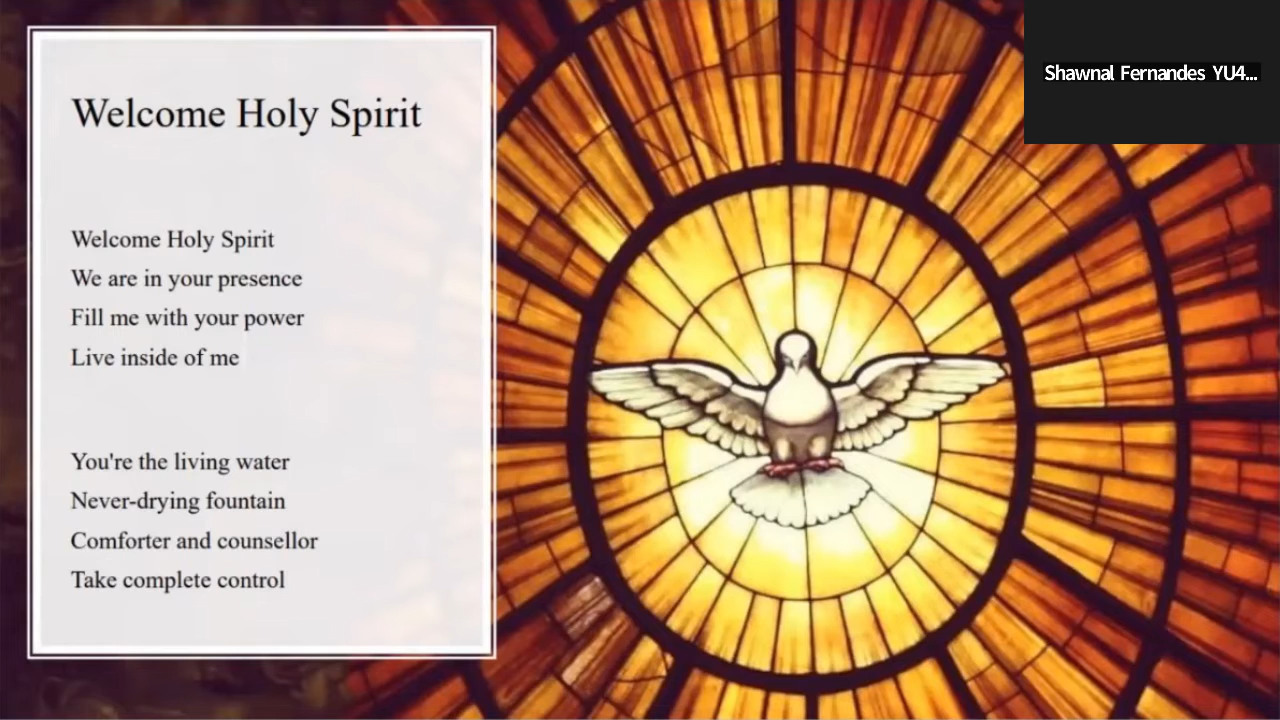 Welcome Holy Spirit
Welcome Holy Spirit
We are in your presence
Fill me with your power
Live inside of me
You're the living water
Never-drying fountain
Comforter and counsellor
Take complete control
Shawnal Fernandes YU4...